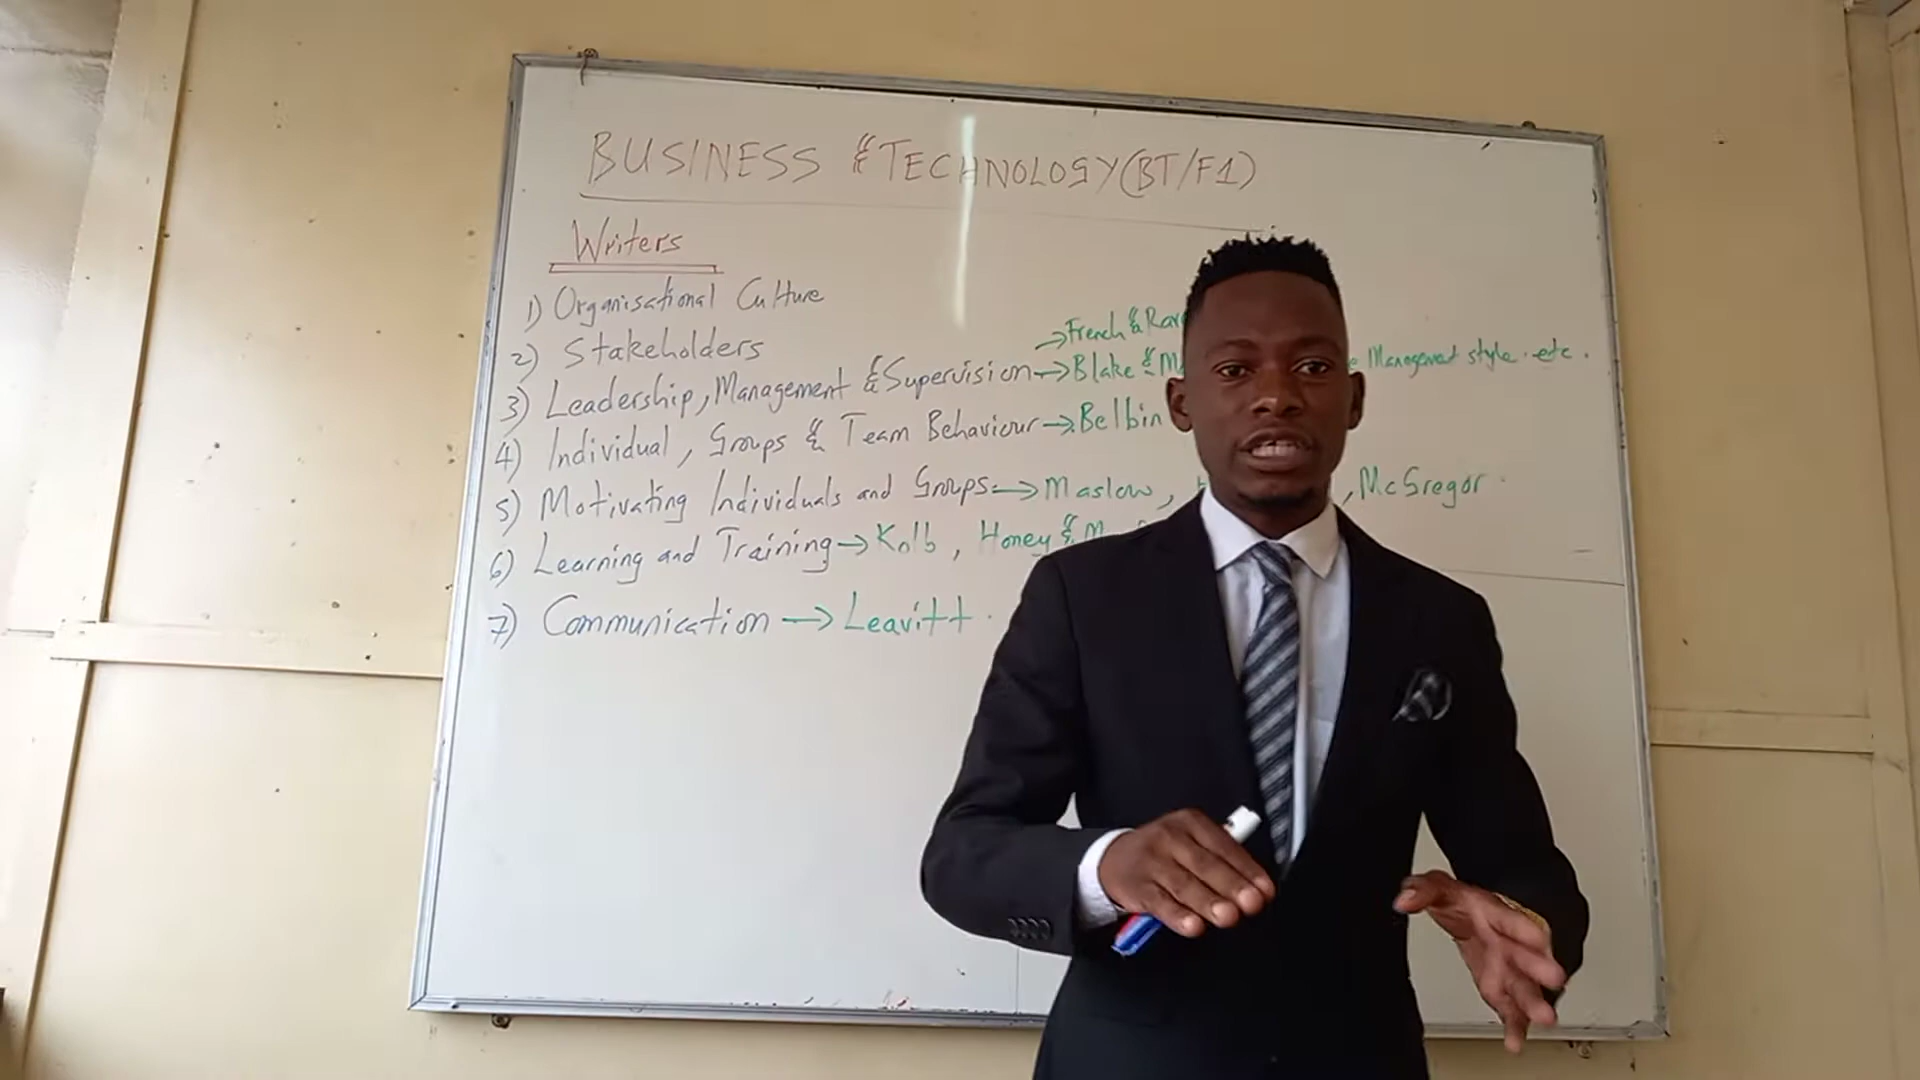 BUSINESS & TECHNOLOGY (BT/F1)
Writers
1) Organisational Culture
2) Stakeholders
→ French &
3) Leadership, Management & Supervision → Blake & Management style etc.
4) Individual, Groups & Team Behaviour → Belbin
5) Motivating Individuals and Groups → Maslow, , McGregor
6) Learning and Training → Kolb, Honey &
7) Communication → Leavitt.